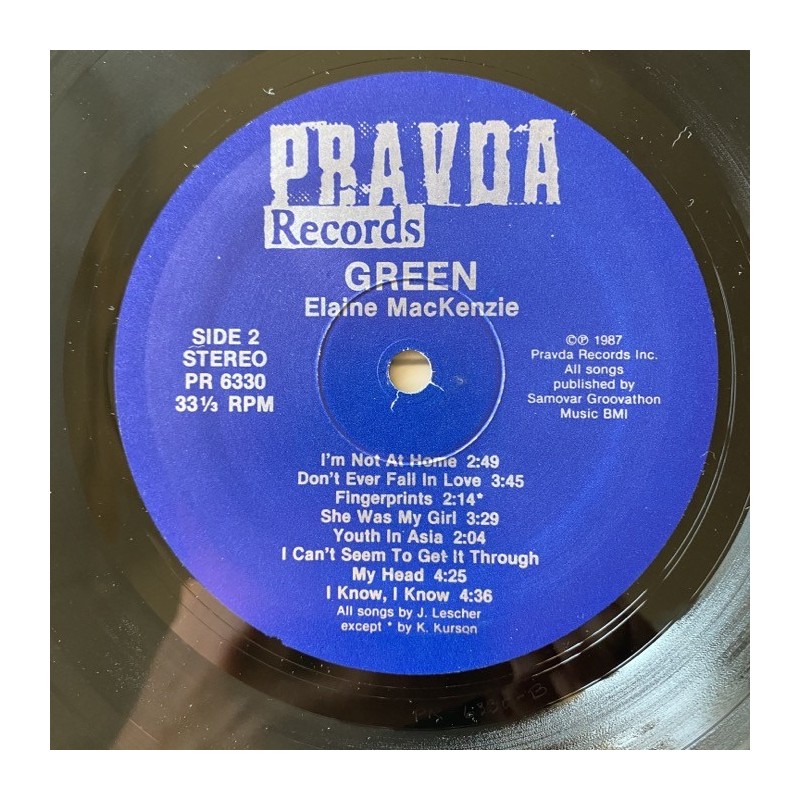 PRAVDA
Records
GREEN
Elaine MacKenzie
SIDE 2
STEREO
PR 6330
33 1/3 RPM
©℗ 1987
Pravda Records Inc.
All songs
published by
Samovar Groovathon
Music BMI
I'm Not At Home 2:49
Don't Ever Fall In Love 3:45
Fingerprints 2:14*
She Was My Girl 3:29
Youth In Asia 2:04
I Can't Seem To Get It Through
My Head 4:25
I Know, I Know 4:36
All songs by J. Lescher
except * by K. Kurson